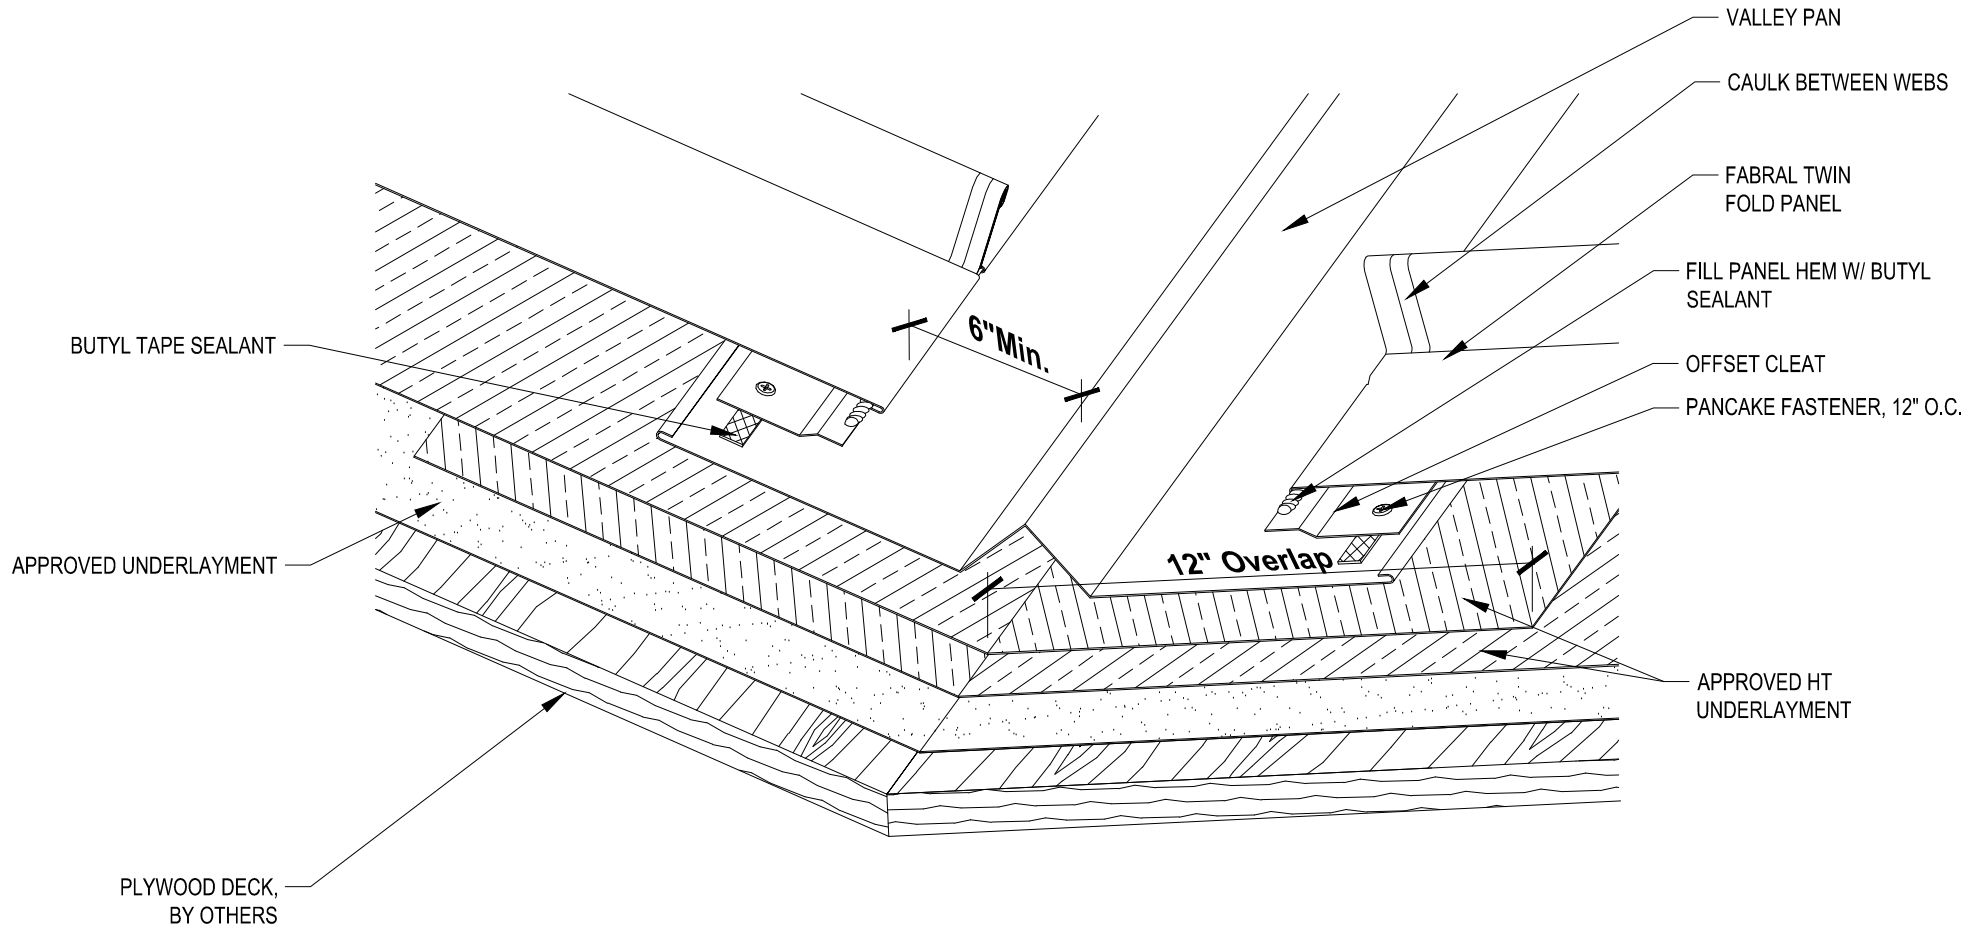 VALLEY PAN
CAULK BETWEEN WEBS
FABRAL TWIN
FOLD PANEL
FILL PANEL HEM W/ BUTYL
SEALANT
6"Min.
BUTYL TAPE SEALANT
OFFSET CLEAT
PANCAKE FASTENER, 12" O.C.
12" Overlap
APPROVED UNDERLAYMENT
APPROVED HT
UNDERLAYMENT
PLYWOOD DECK,
BY OTHERS